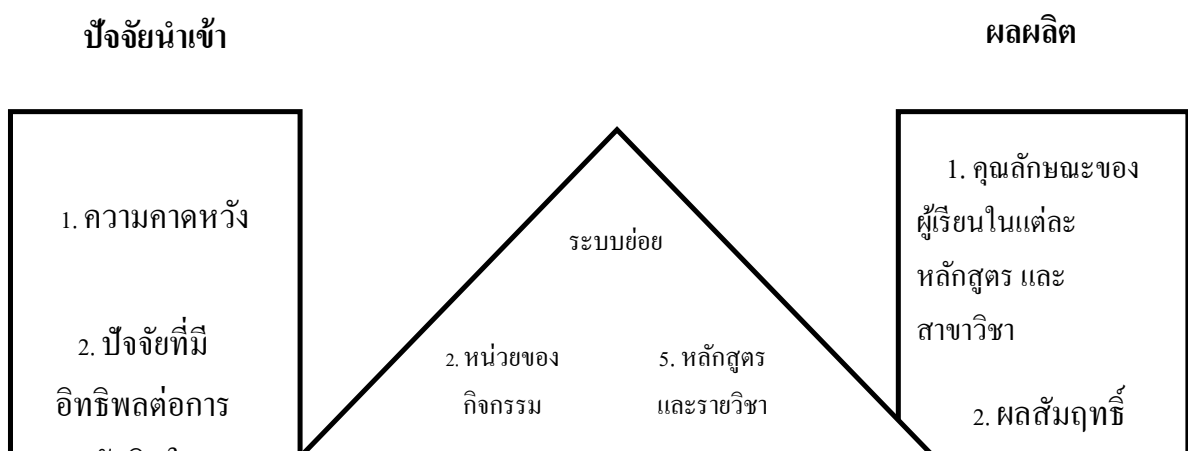 ปัจจัยนำเข้า
ผลผลิต
1. ความคาดหวัง
2. ปัจจัยที่มี
อิทธิพลต่อการ
ระบบย่อย
2. หน่วยของ
กิจกรรม
5. หลักสูตร
และรายวิชา
1. คุณลักษณะของ
ผู้เรียนในแต่ละ
หลักสูตร และ
สาขาวิชา
2. ผลสัมฤทธิ์